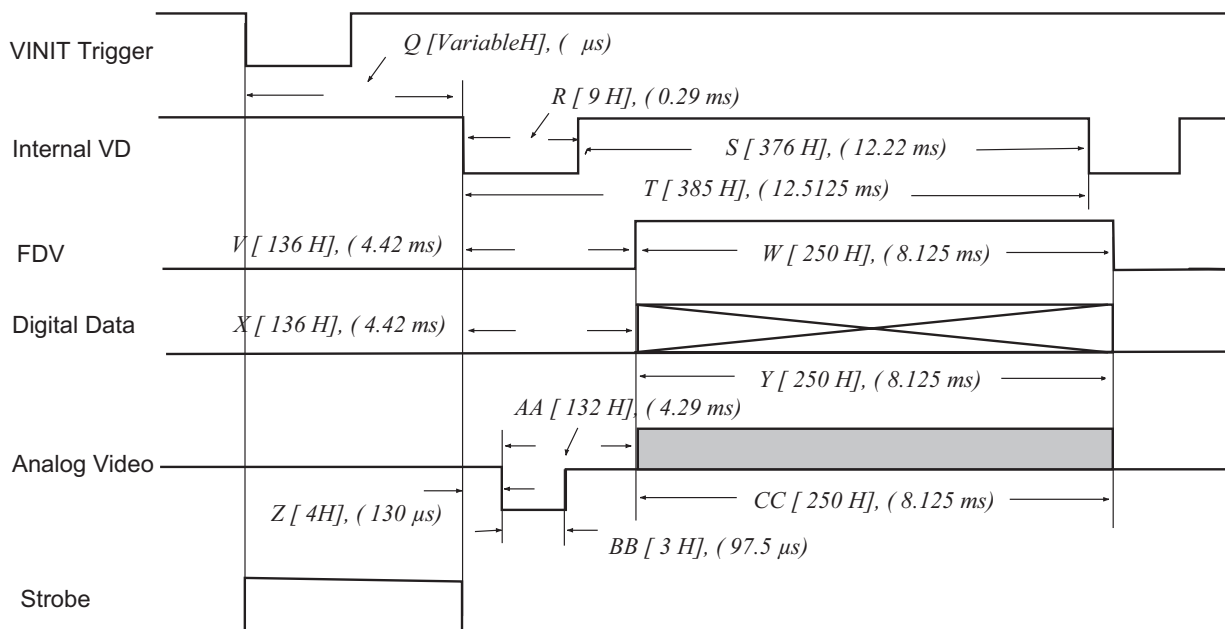 VINIT Trigger
Q [VariableH], ( μs)
R [ 9 H], ( 0.29 ms)
Internal VD
S [ 376 H], ( 12.22 ms)
T [ 385 H], ( 12.5125 ms)
FDV
V [ 136 H], ( 4.42 ms)
W [ 250 H], ( 8.125 ms)
Digital Data
X [ 136 H], ( 4.42 ms)
Y [ 250 H], ( 8.125 ms)
AA [ 132 H], ( 4.29 ms)
Analog Video
Z [ 4H], ( 130 μs)
CC [ 250 H], ( 8.125 ms)
BB [ 3 H], ( 97.5 μs)
Strobe